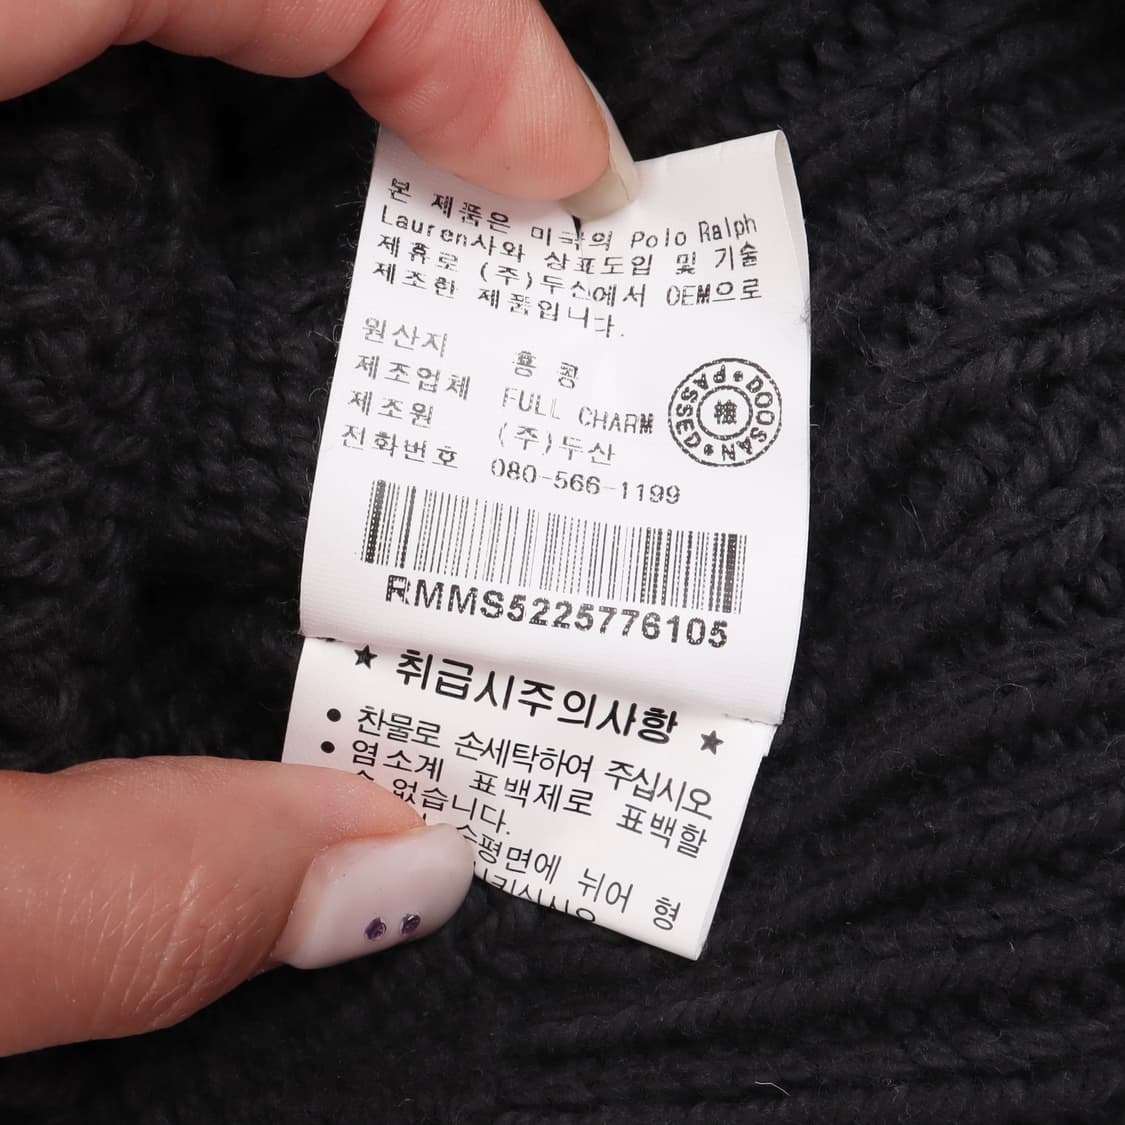 본 제품은 미국의 Polo Ralph
Lauren사와 상표도입 및 기술
제휴로 (주)두산에서 OEM으로
제조한 제품입니다.
원산지 홍 콩
제조업체 FULL CHARM
제조원 (주)두산
전화번호 080-566-1199
DOOSAN PASSED
RMMS5225776105
★ 취급시주의사항 ★
• 찬물로 손세탁하여 주십시오
• 염소계 표백제로 표백할
수 없습니다.
수평면에 뉘어 형